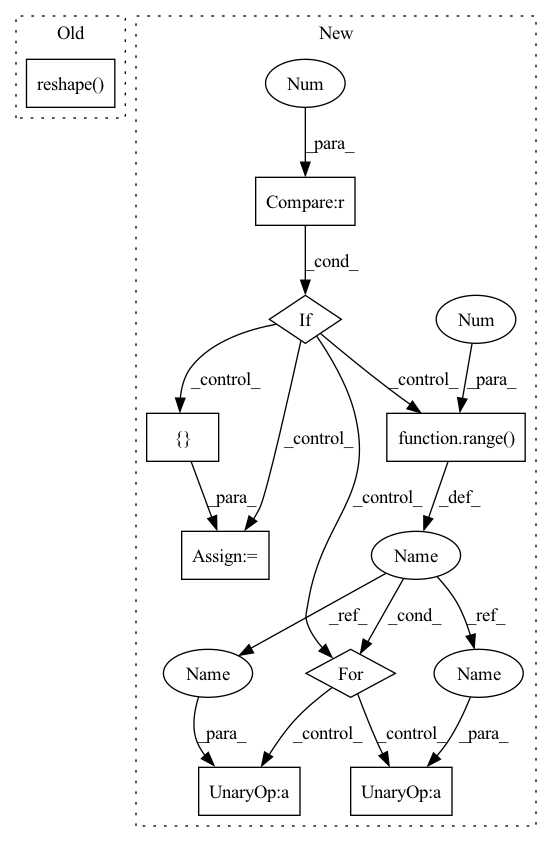 Old
New
reshape()
Num
_para_
Compare:r
_cond_
If
Num
_control_
_control_
_para_
_control_
_control_
{}
function.range()
_para_
_def_
Assign:=
Name
_ref_
_cond_
_ref_
Name
For
Name
_para_
_control_
_control_
_para_
UnaryOp:a
UnaryOp:a